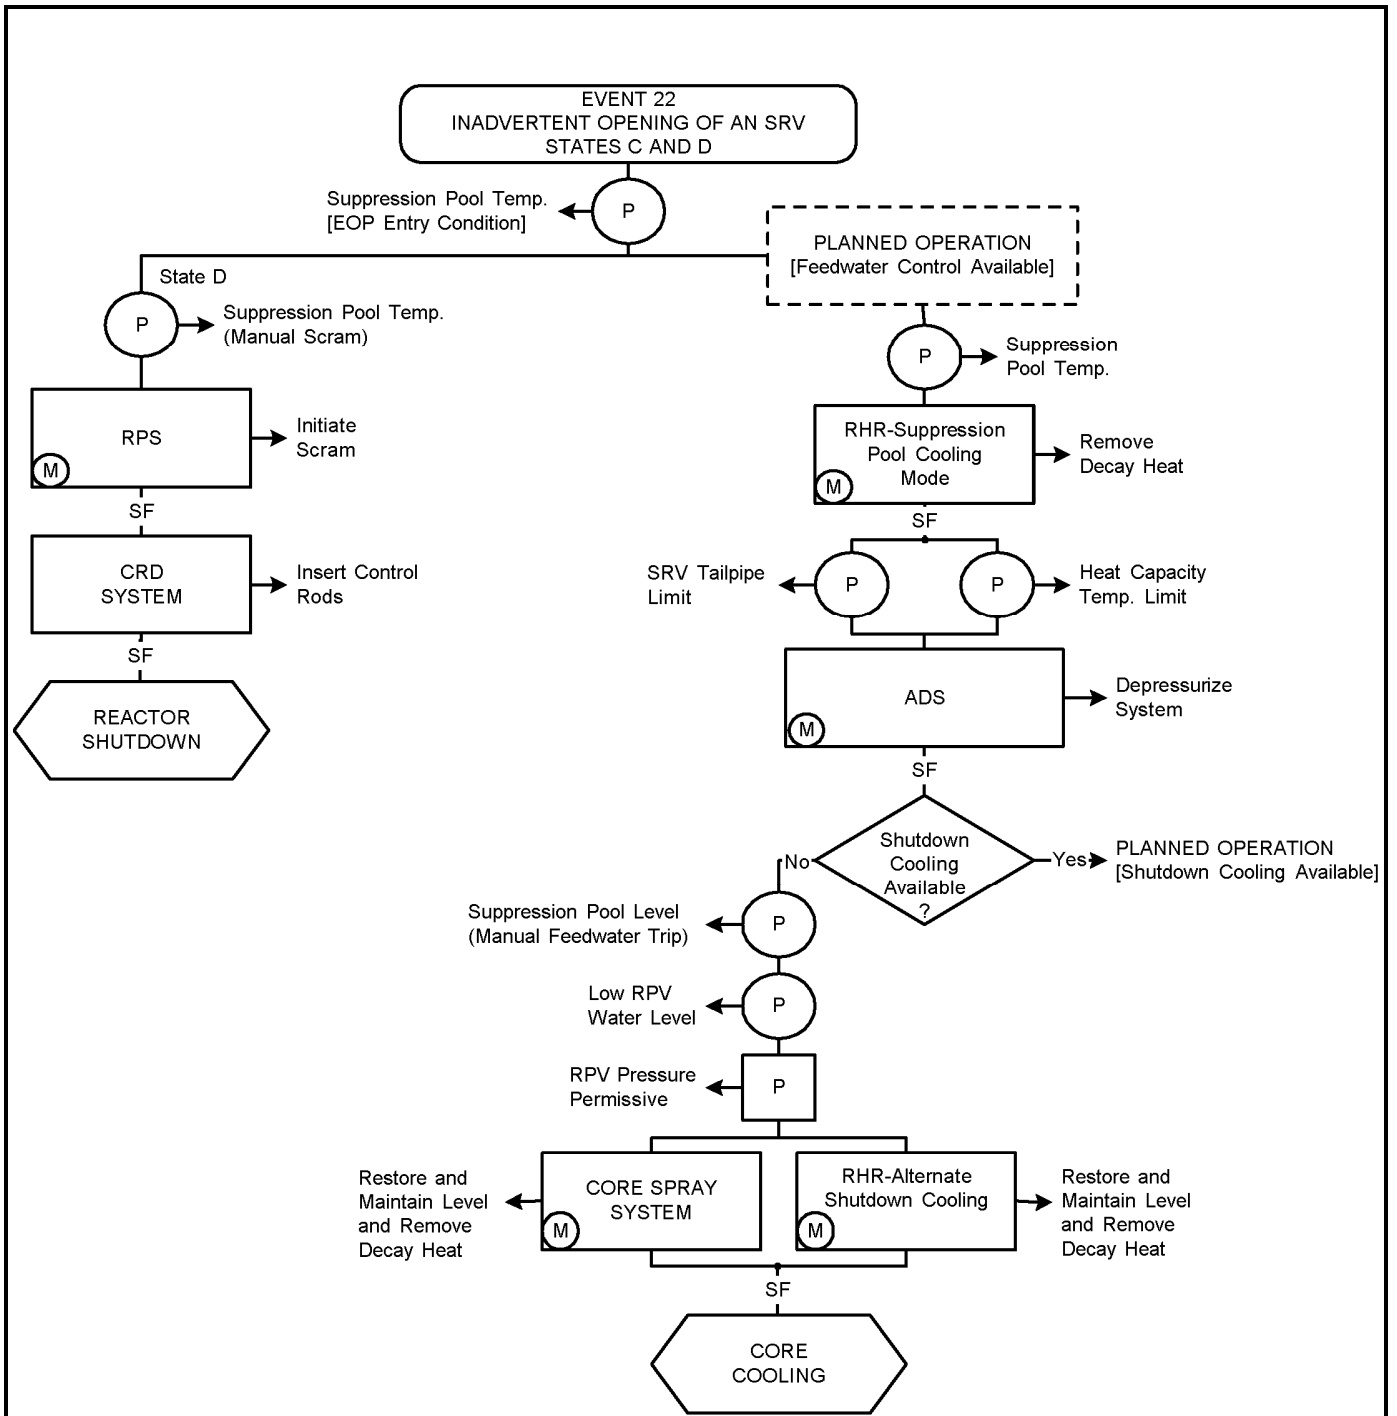 EVENT 22
INADVERTENT OPENING OF AN SRV
STATES C AND D
Suppression Pool Temp.
[EOP Entry Condition]
P
PLANNED OPERATION
[Feedwater Control Available]
State D
P
Suppression Pool Temp.
(Manual Scram)
P
Suppression
Pool Temp.
RPS
M
Initiate
Scram
RHR-Suppression
Pool Cooling
Mode
M
Remove
Decay Heat
SF
SF
CRD
SYSTEM
Insert Control
Rods
SRV Tailpipe
Limit
P
P
Heat Capacity
Temp. Limit
SF
REACTOR
SHUTDOWN
ADS
M
Depressurize
System
SF
Shutdown
Cooling
Available
?
No
Yes
PLANNED OPERATION
[Shutdown Cooling Available]
Suppression Pool Level
(Manual Feedwater Trip)
P
Low RPV
Water Level
P
RPV Pressure
Permissive
P
Restore and
Maintain Level
and Remove
Decay Heat
CORE SPRAY
SYSTEM
M
RHR-Alternate
Shutdown Cooling
M
Restore and
Maintain Level
and Remove
Decay Heat
SF
CORE
COOLING